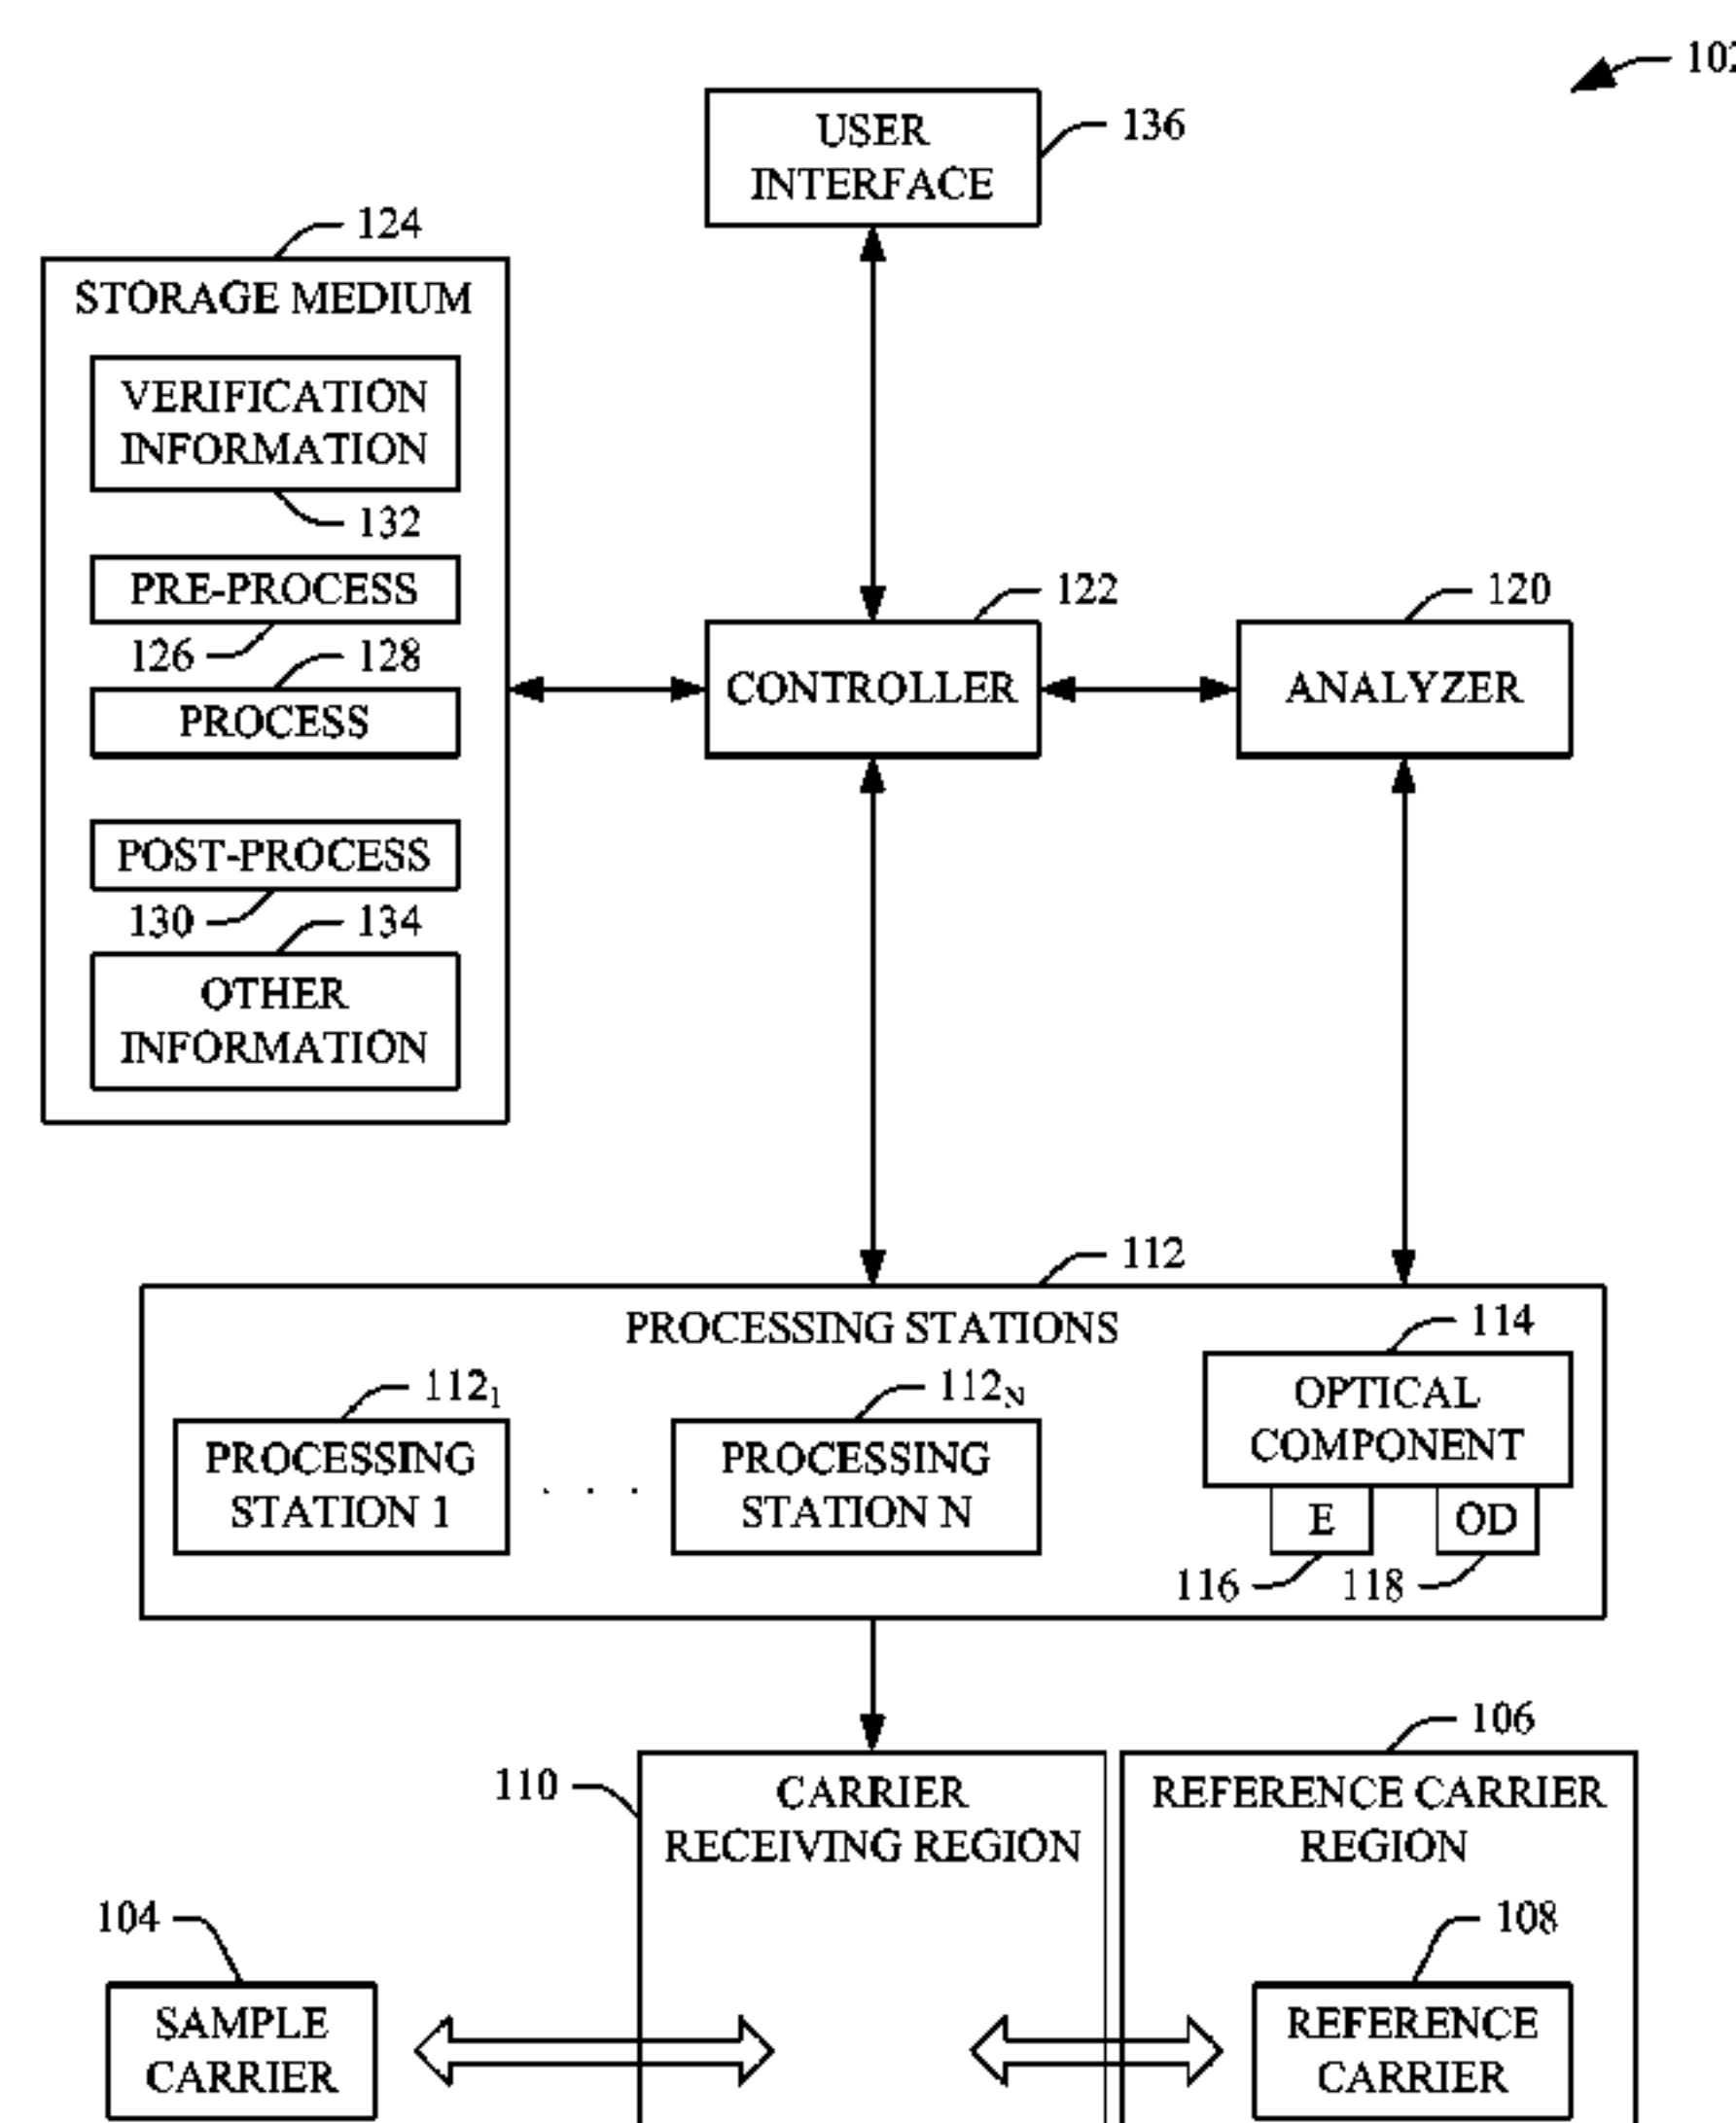 102
USER
INTERFACE
136
124
STORAGE MEDIUM
VERIFICATION
INFORMATION
132
PRE-PROCESS
126
128
PROCESS
POST-PROCESS
130
134
OTHER
INFORMATION
122
CONTROLLER
120
ANALYZER
112
PROCESSING STATIONS
112₁
PROCESSING
STATION 1
. . .
112_N
PROCESSING
STATION N
114
OPTICAL
COMPONENT
E
OD
116
118
110
CARRIER
RECEIVING REGION
106
REFERENCE CARRIER
REGION
104
SAMPLE
CARRIER
108
REFERENCE
CARRIER